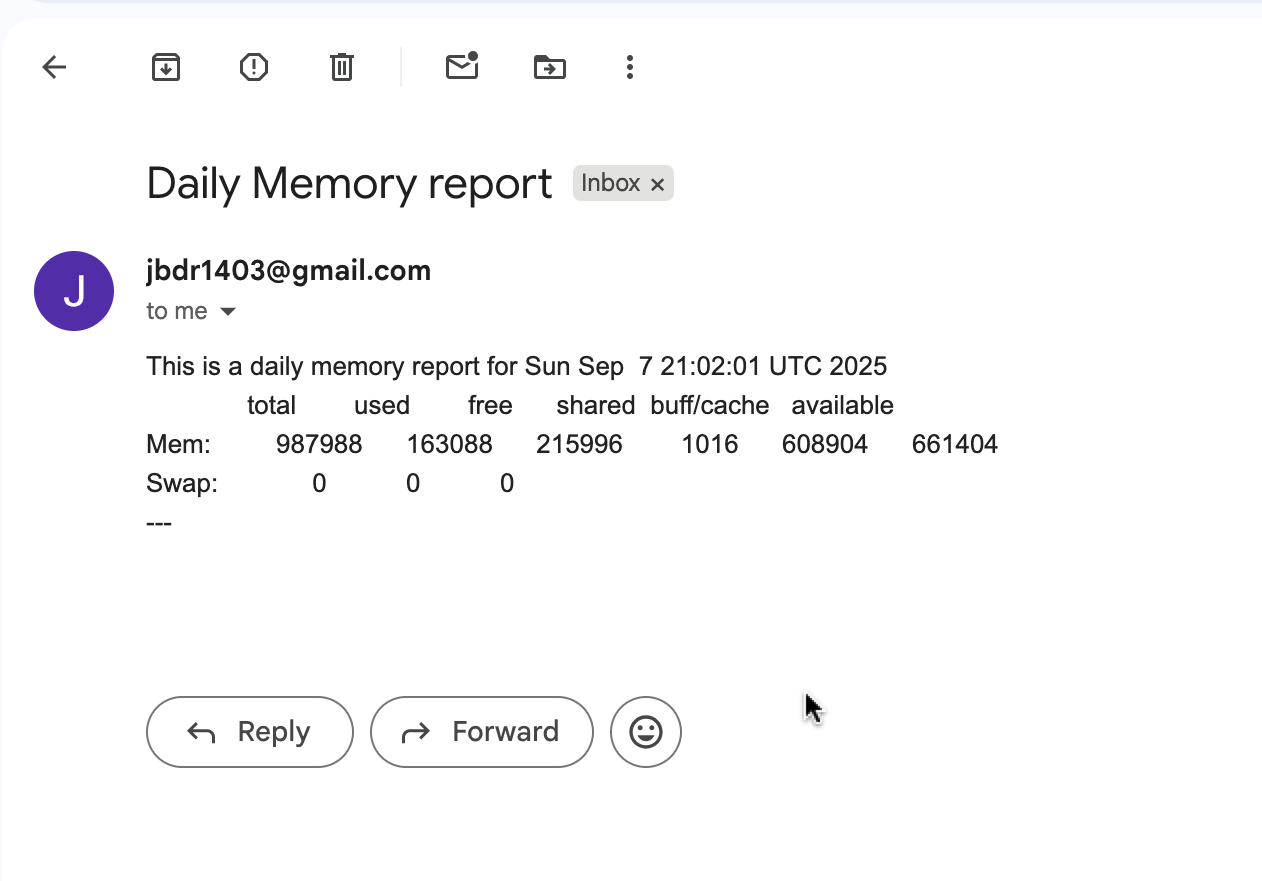 Daily Memory report Inbox ×
J
jbdr1403@gmail.com
to me
This is a daily memory report for Sun Sep  7 21:02:01 UTC 2025
total used free shared buff/cache available
Mem: 987988 163088 215996 1016 608904 661404
Swap: 0 0 0
---
Reply Forward